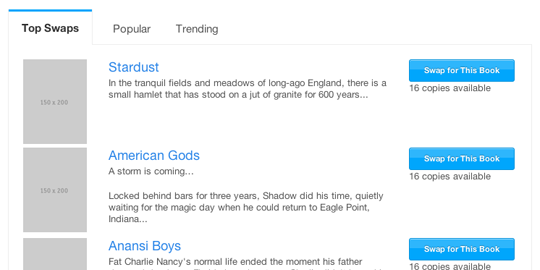 Top Swaps
Popular
Trending
150 x 200
Stardust
In the tranquil fields and meadows of long-ago England, there is a
small hamlet that has stood on a jut of granite for 600 years...
Swap for This Book
16 copies available
150 x 200
American Gods
A storm is coming...
Locked behind bars for three years, Shadow did his time, quietly
waiting for the magic day when he could return to Eagle Point,
Indiana...
Swap for This Book
16 copies available
Anansi Boys
Fat Charlie Nancy's normal life ended the moment his father
Swap for This Book
16 copies available